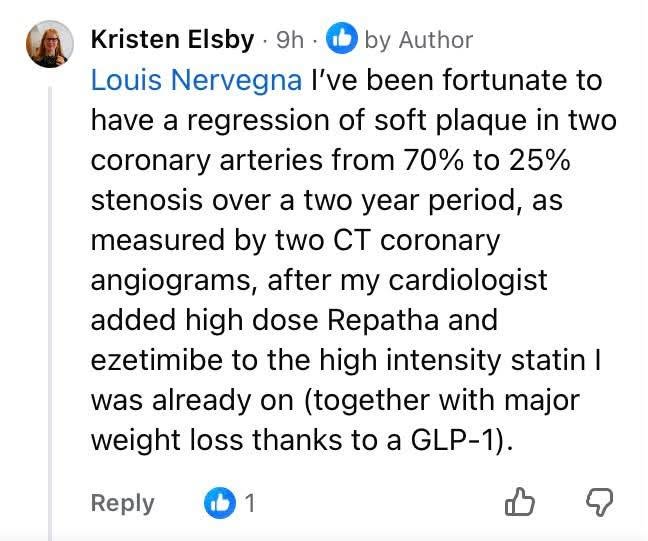 Kristen Elsby · 9h · by Author
Louis Nervegna I’ve been fortunate to
have a regression of soft plaque in two
coronary arteries from 70% to 25%
stenosis over a two year period, as
measured by two CT coronary
angiograms, after my cardiologist
added high dose Repatha and
ezetimibe to the high intensity statin I
was already on (together with major
weight loss thanks to a GLP-1).
Reply 1